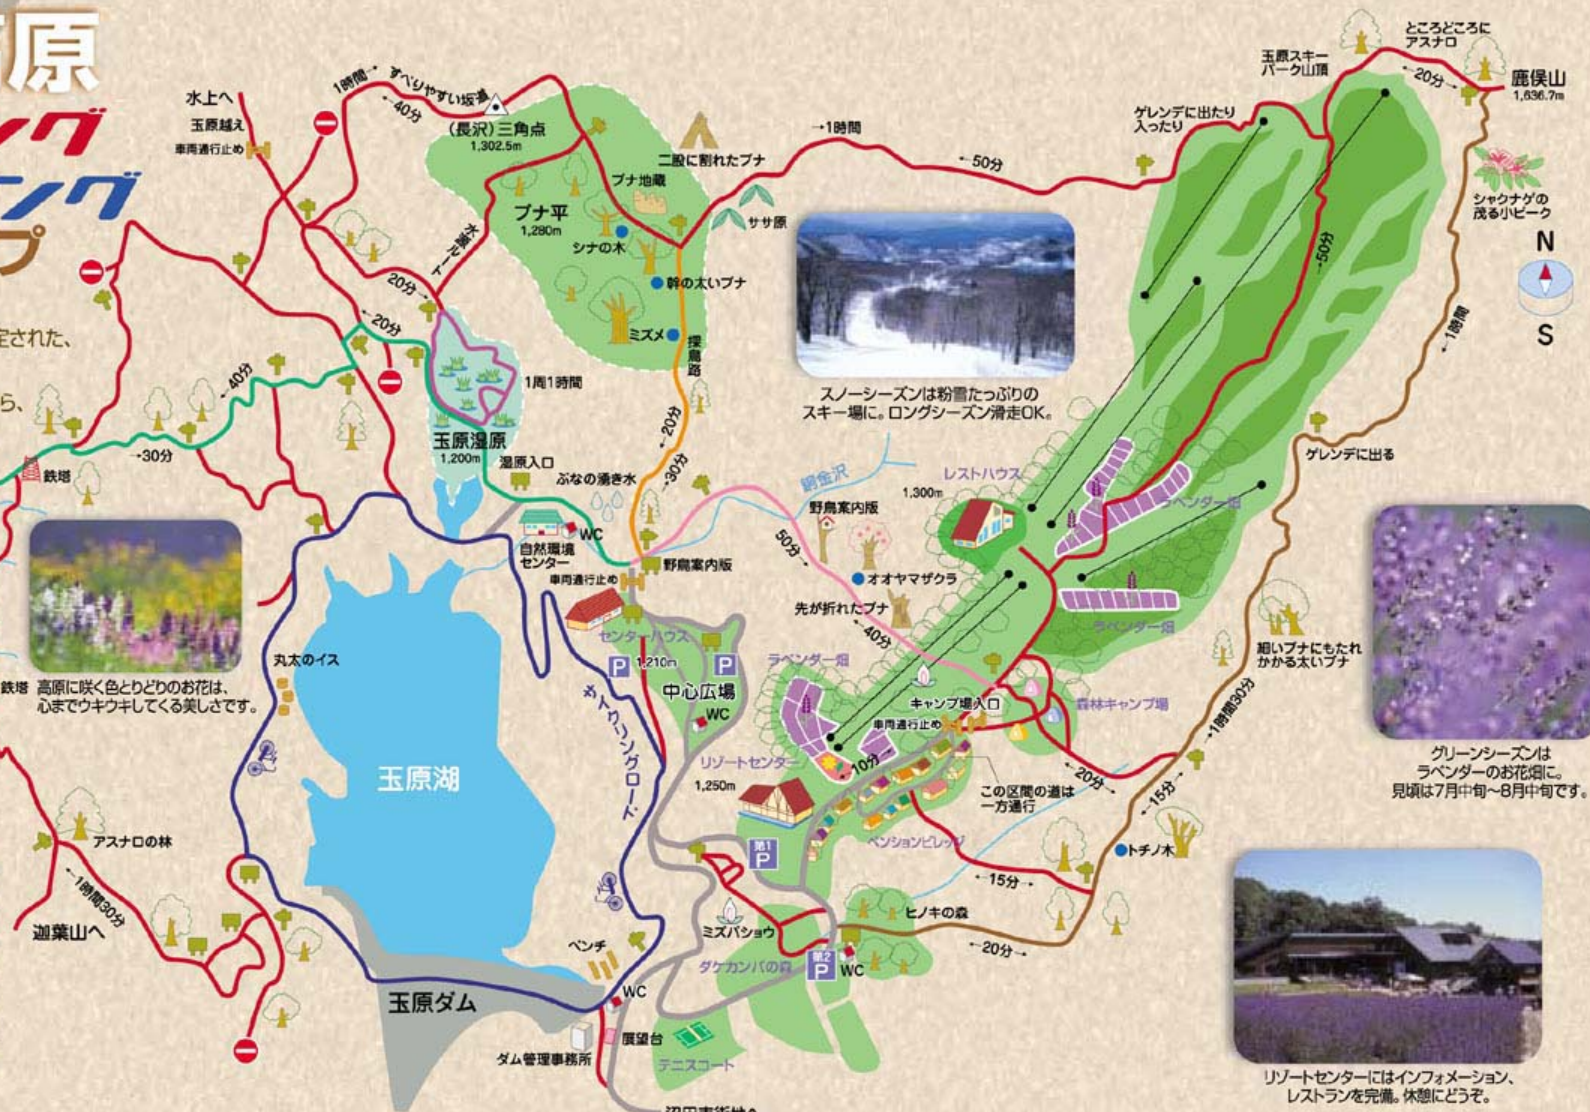 原
ング
ング
プ
定された、
ら、
水上へ
玉原越え
車両通行止め
1時間→
すべりやすい坂道
←40分
(長沢)三角点
1,302.5m
二股に割れたブナ
ブナ地蔵
ブナ平
1,280m
シナの木
水源ルート
幹の太いブナ
ミズメ
探鳥路
ササ原
→1時間
←50分
ゲレンデに出たり
入ったり
玉原スキー
パーク山頂
ところどころに
アスナロ
←20分→
鹿俣山
1,636.7m
シャクナゲの
茂る小ピーク
N
S
←50分
←1時間
20分→
←20分
←40分
→30分
鉄塔
1周1時間
玉原湿原
1,200m
湿原入口
ぶなの湧き水
←20分
→30分
自然環境
センター
WC
車両通行止め
野鳥案内版
スノーシーズンは粉雪たっぷりの
スキー場に。ロングシーズン滑走OK。
銅金沢
野鳥案内版
50分→
オオヤマザクラ
先が折れたブナ
←40分
レストハウス
1,300m
ラベンダー畑
ラベンダー畑
ゲレンデに出る
細いブナにもたれ
かかる太いブナ
→1時間30分
グリーンシーズンは
ラベンダーのお花畑に。
見頃は7月中旬〜8月中旬です。
鉄塔
高原に咲く色とりどりのお花は、
心までウキウキしてくる美しさです。
丸太のイス
玉原湖
サイクリングロード
センターハウス
P
1,210m
P
中心広場
WC
ラベンダー畑
キャンプ場入口
車両通行止め
森林キャンプ場
リゾートセンター
1,250m
←10分
この区間の道は
一方通行
←20分→
←15分→
ペンションビレッジ
トチノ木
第1
P
←15分→
アスナロの林
←1時間30分
迦葉山へ
ミズバショウ
ヒノキの森
←20分→
ダケカンバの森
第2
P
WC
ベンチ
玉原ダム
WC
展望台
ダム管理事務所
テニスコート
沼田市街地へ
リゾートセンターにはインフォメーション、
レストランを完備。休憩にどうぞ。